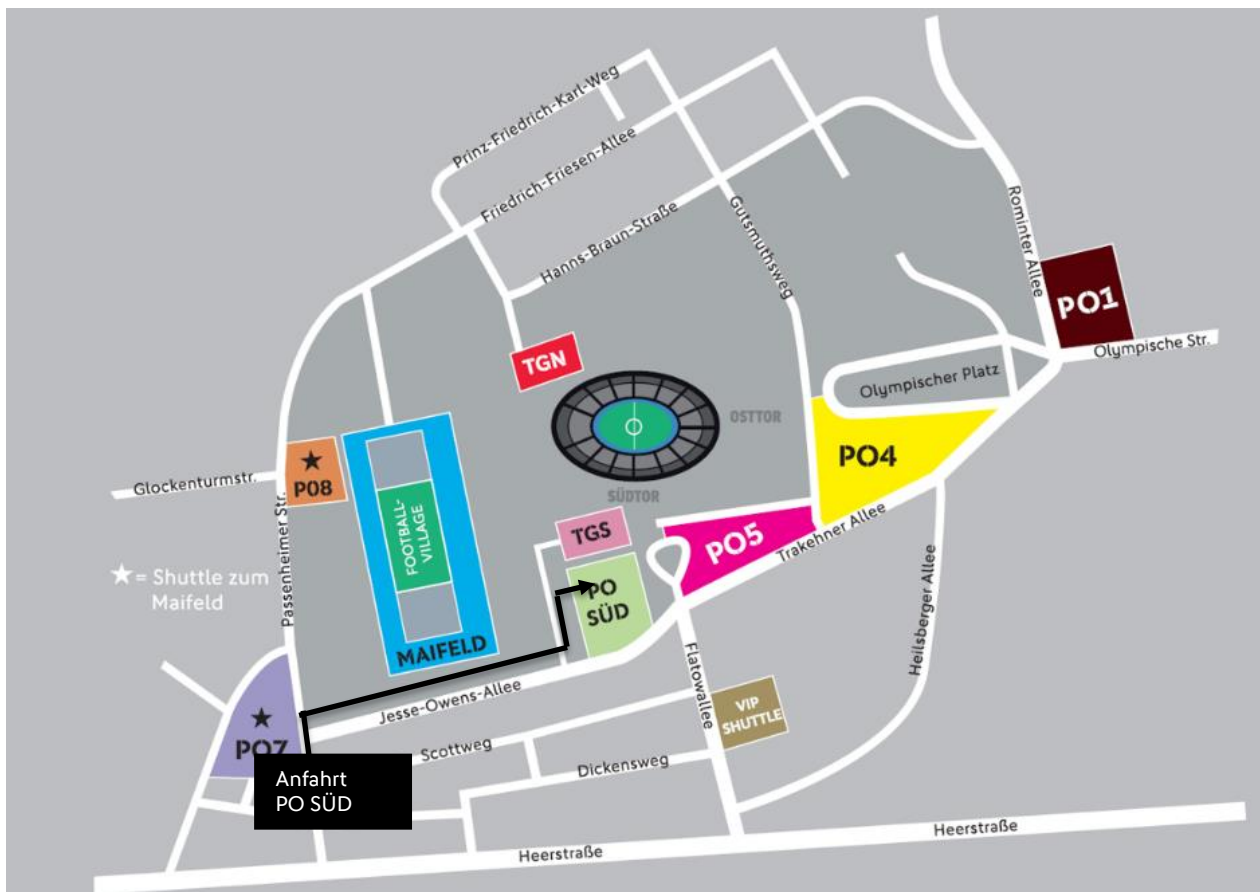 Prinz-Friedrich-Karl-Weg
Friedrich-Friesen-Allee
Hanns-Braun-Straße
Gutsmuthsweg
Rominter Allee
PO1
Olympische Str.
Olympischer Platz
TGN
OSTTOR
SÜDTOR
PO4
P08
Glockenturmstr.
Passenheimer Str.
FOOTBALL-
VILLAGE
MAIFELD
TGS
PO5
Trakehner Allee
PO
SÜD
★ = Shuttle zum
Maifeld
Heilsberger Allee
Flatowallee
Jesse-Owens-Allee
VIP
SHUTTLE
PO7
Scottweg
Dickensweg
Anfahrt
PO SÜD
Heerstraße
Heerstraße